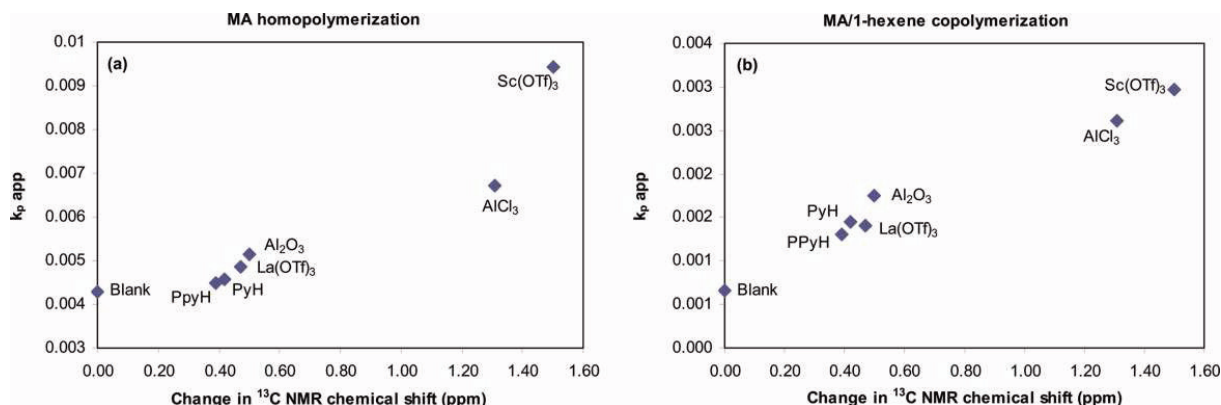 MA homopolymerization
(a)
0.01
0.009
0.008
0.007
0.006
0.005
0.004
0.003
kₚ app
Sc(OTf)₃
AlCl₃
Al₂O₃
La(OTf)₃
PpyH
PyH
Blank
0.00 0.20 0.40 0.60 0.80 1.00 1.20 1.40 1.60
Change in ¹³C NMR chemical shift (ppm)
MA/1-hexene copolymerization
(b)
0.004
0.003
0.003
0.002
0.002
0.001
0.001
0.000
kₚ app
Sc(OTf)₃
AlCl₃
Al₂O₃
PyH
La(OTf)₃
PPyH
Blank
0.00 0.20 0.40 0.60 0.80 1.00 1.20 1.40 1.60
Change in ¹³C NMR chemical shift (ppm)